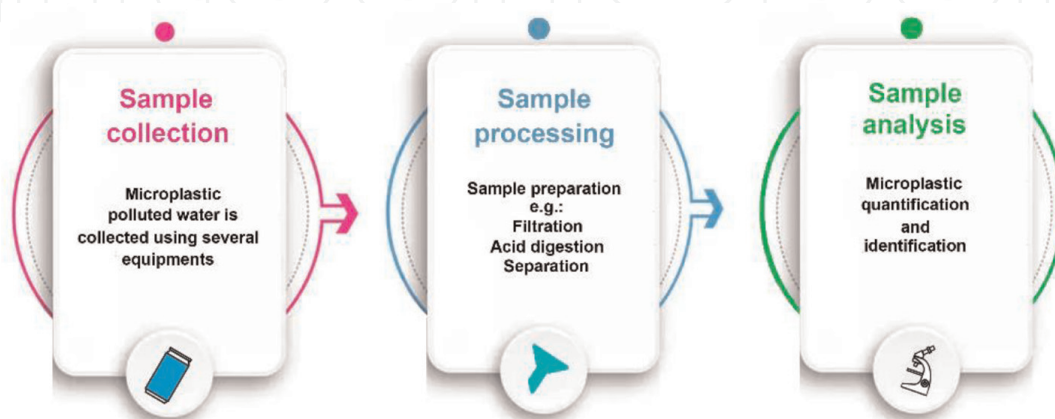 Sample
collection
Microplastic
polluted water is
collected using several
equipments
Sample
processing
Sample preparation
e.g.:
Filtration
Acid digestion
Separation
Sample
analysis
Microplastic
quantification
and
identification